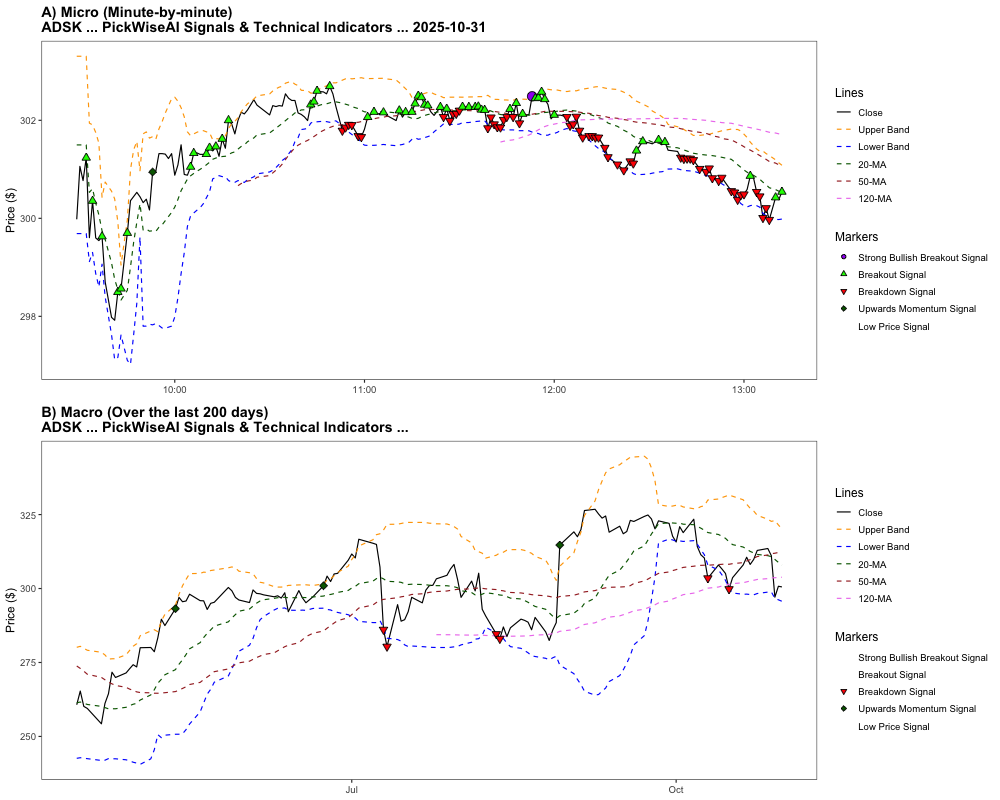 A) Micro (Minute-by-minute)
ADSK ... PickWiseAI Signals & Technical Indicators ... 2025-10-31
Price ($)
302
300
298
10:00
11:00
12:00
13:00
Lines
Close
Upper Band
Lower Band
20-MA
50-MA
120-MA
Markers
Strong Bullish Breakout Signal
Breakout Signal
Breakdown Signal
Upwards Momentum Signal
Low Price Signal
B) Macro (Over the last 200 days)
ADSK ... PickWiseAI Signals & Technical Indicators ...
Price ($)
325
300
275
250
Jul
Oct
Lines
Close
Upper Band
Lower Band
20-MA
50-MA
120-MA
Markers
Strong Bullish Breakout Signal
Breakout Signal
Breakdown Signal
Upwards Momentum Signal
Low Price Signal